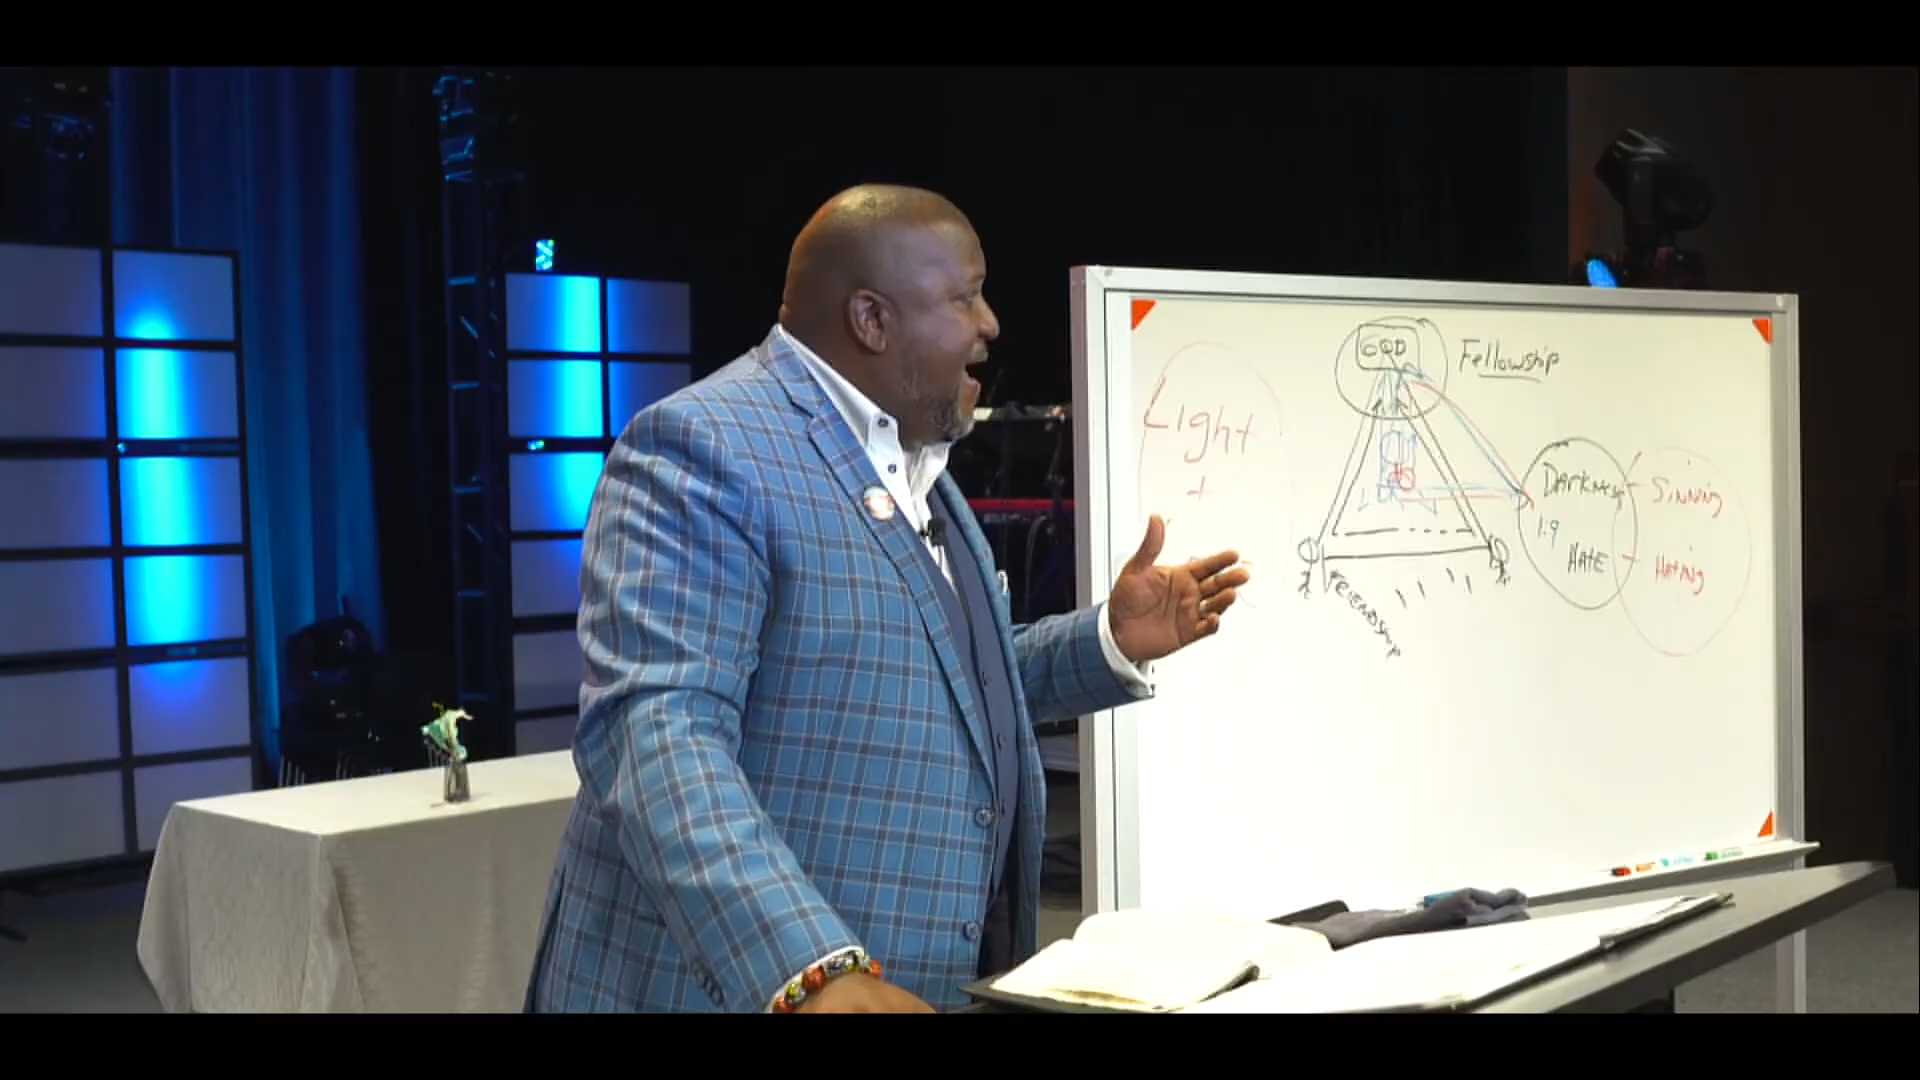 GOD
Fellowship
Light
+
Darkness
Sinning
1.9
Hate
Hating
Friendship